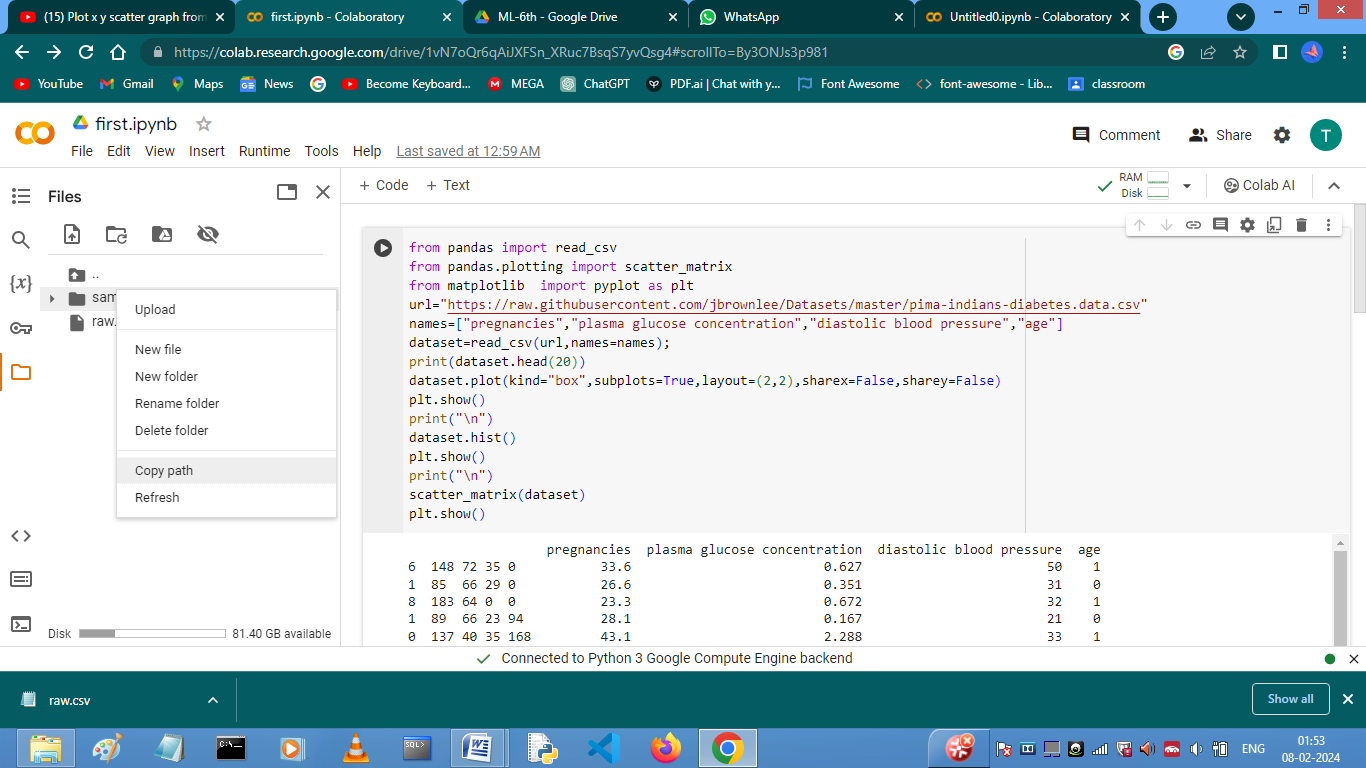 (15) Plot x y scatter graph from
first.ipynb - Colaboratory
ML-6th - Google Drive
WhatsApp
Untitled0.ipynb - Colaboratory
https://colab.research.google.com/drive/1vN7oQr6qAiJXFSn_XRuc7BsqS7yvQsg4#scrollTo=By3ONJs3p981
YouTube
Gmail
Maps
News
Become Keyboard...
MEGA
ChatGPT
PDF.ai | Chat with y...
Font Awesome
font-awesome - Lib...
classroom
first.ipynb
Comment
Share
T
File Edit View Insert Runtime Tools Help Last saved at 12:59 AM
Files
+ Code + Text
RAM
Disk
Colab AI
{x}
..
sam
raw.
Upload
New file
New folder
Rename folder
Delete folder
Copy path
Refresh
Disk 81.40 GB available
from pandas import read_csv
from pandas.plotting import scatter_matrix
from matplotlib  import pyplot as plt
url="https://raw.githubusercontent.com/jbrownlee/Datasets/master/pima-indians-diabetes.data.csv"
names=["pregnancies","plasma glucose concentration","diastolic blood pressure","age"]
dataset=read_csv(url,names=names);
print(dataset.head(20))
dataset.plot(kind="box",subplots=True,layout=(2,2),sharex=False,sharey=False)
plt.show()
print("\n")
dataset.hist()
plt.show()
print("\n")
scatter_matrix(dataset)
plt.show()
pregnancies plasma glucose concentration diastolic blood pressure age
6 148 72 35 0 33.6 0.627 50 1
1 85 66 29 0 26.6 0.351 31 0
8 183 64 0 0 23.3 0.672 32 1
1 89 66 23 94 28.1 0.167 21 0
0 137 40 35 168 43.1 2.288 33 1
Connected to Python 3 Google Compute Engine backend
raw.csv
Show all
C:\
SQL>
ENG
01:53
08-02-2024